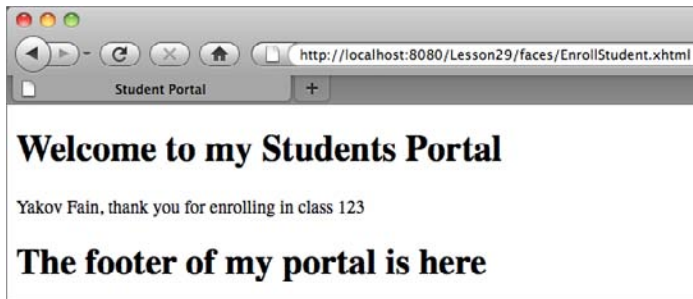 http://localhost:8080/Lesson29/faces/EnrollStudent.xhtml
Student Portal
Welcome to my Students Portal
Yakov Fain, thank you for enrolling in class 123
The footer of my portal is here